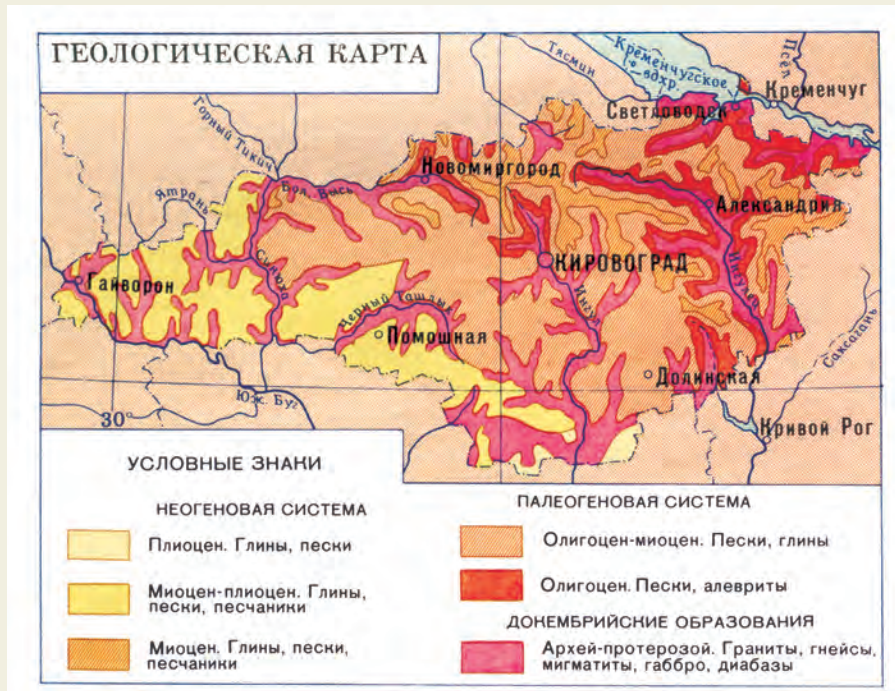 ГЕОЛОГИЧЕСКАЯ КАРТА
Тясмин
Кременчугское
вдхр.
Псёл
Кременчуг
Светловодск
Горный Тикич
Новомиргород
Бол. Высь
Ятрань
Александрия
КИРОВОГРАД
Синюха
Гайворон
Ингул
Ингулец
Черный Ташлык
Помошная
Саксагань
Долинская
Юж. Буг
30°
Кривой Рог
УСЛОВНЫЕ ЗНАКИ
НЕОГЕНОВАЯ СИСТЕМА
Плиоцен. Глины, пески
Миоцен-плиоцен. Глины,
пески, песчаники
Миоцен. Глины, пески,
песчаники
ПАЛЕОГЕНОВАЯ СИСТЕМА
Олигоцен-миоцен. Пески, глины
Олигоцен. Пески, алевриты
ДОКЕМБРИЙСКИЕ ОБРАЗОВАНИЯ
Архей-протерозой. Граниты, гнейсы,
мигматиты, габбро, диабазы